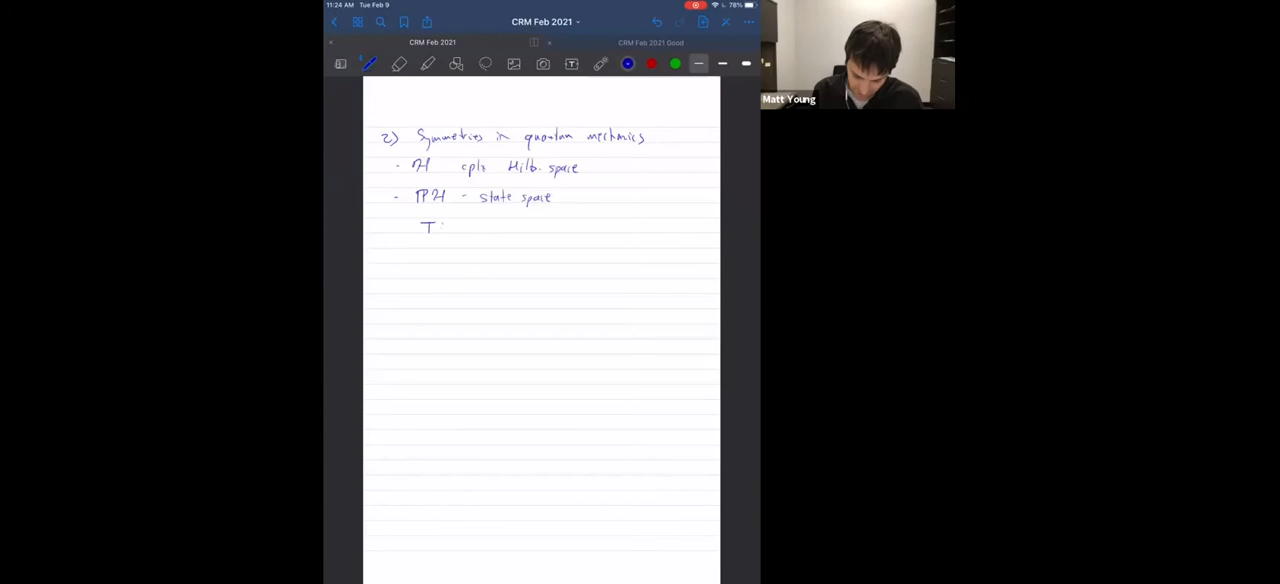 11:24 AM Tue Feb 9
78%
CRM Feb 2021
CRM Feb 2021
CRM Feb 2021 Good
Matt Young
2) Symmetries in quantum mechanics
- H cplx Hilb. space
- PH - state space
T: